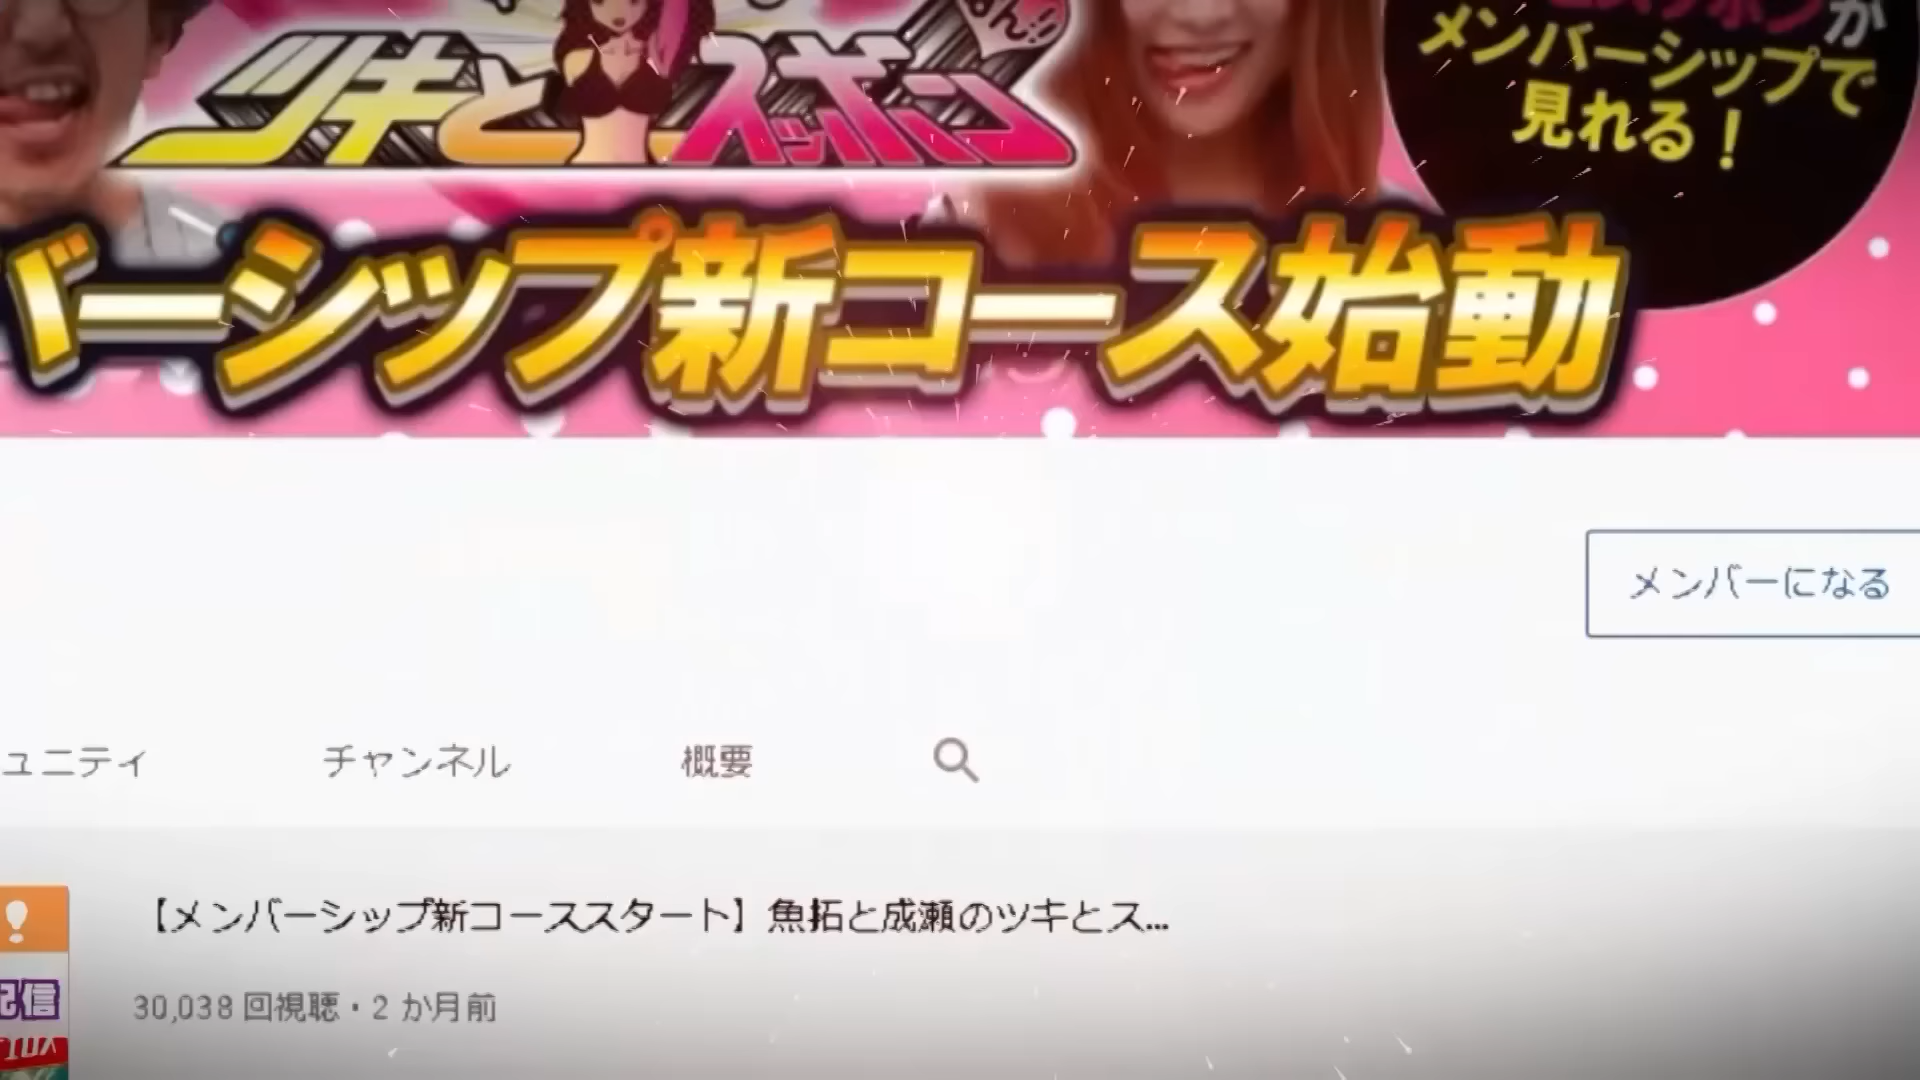 ツキとスッポン
が
メンバーシップで
見れる！
バーシップ新コース始動
メンバーになる
ュニティ
チャンネル
概要
【メンバーシップ新コーススタート】魚拓と成瀬のツキとス...
配信
30,038 回視聴・2 か月前